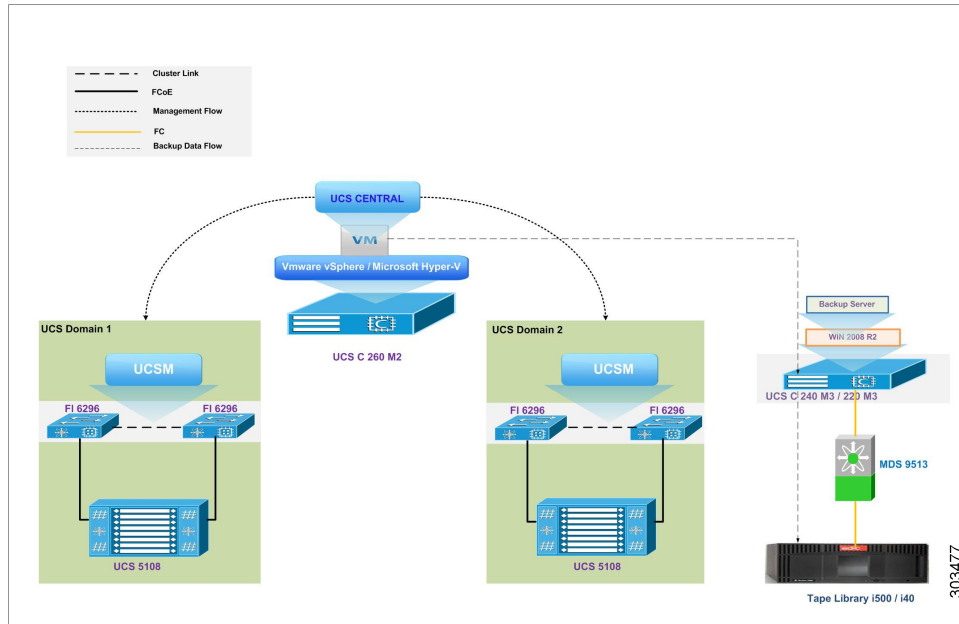 Cluster Link
FCoE
Management Flow
FC
Backup Data Flow
UCS CENTRAL
VM
Vmware vSphere / Microsoft Hyper-V
UCS C 260 M2
UCS Domain 1
UCSM
FI 6296
FI 6296
UCS 5108
UCS Domain 2
UCSM
FI 6296
FI 6296
UCS 5108
Backup Server
WIN 2008 R2
UCS C 240 M3 / 220 M3
MDS 9513
Tape Library i500 / i40
303477